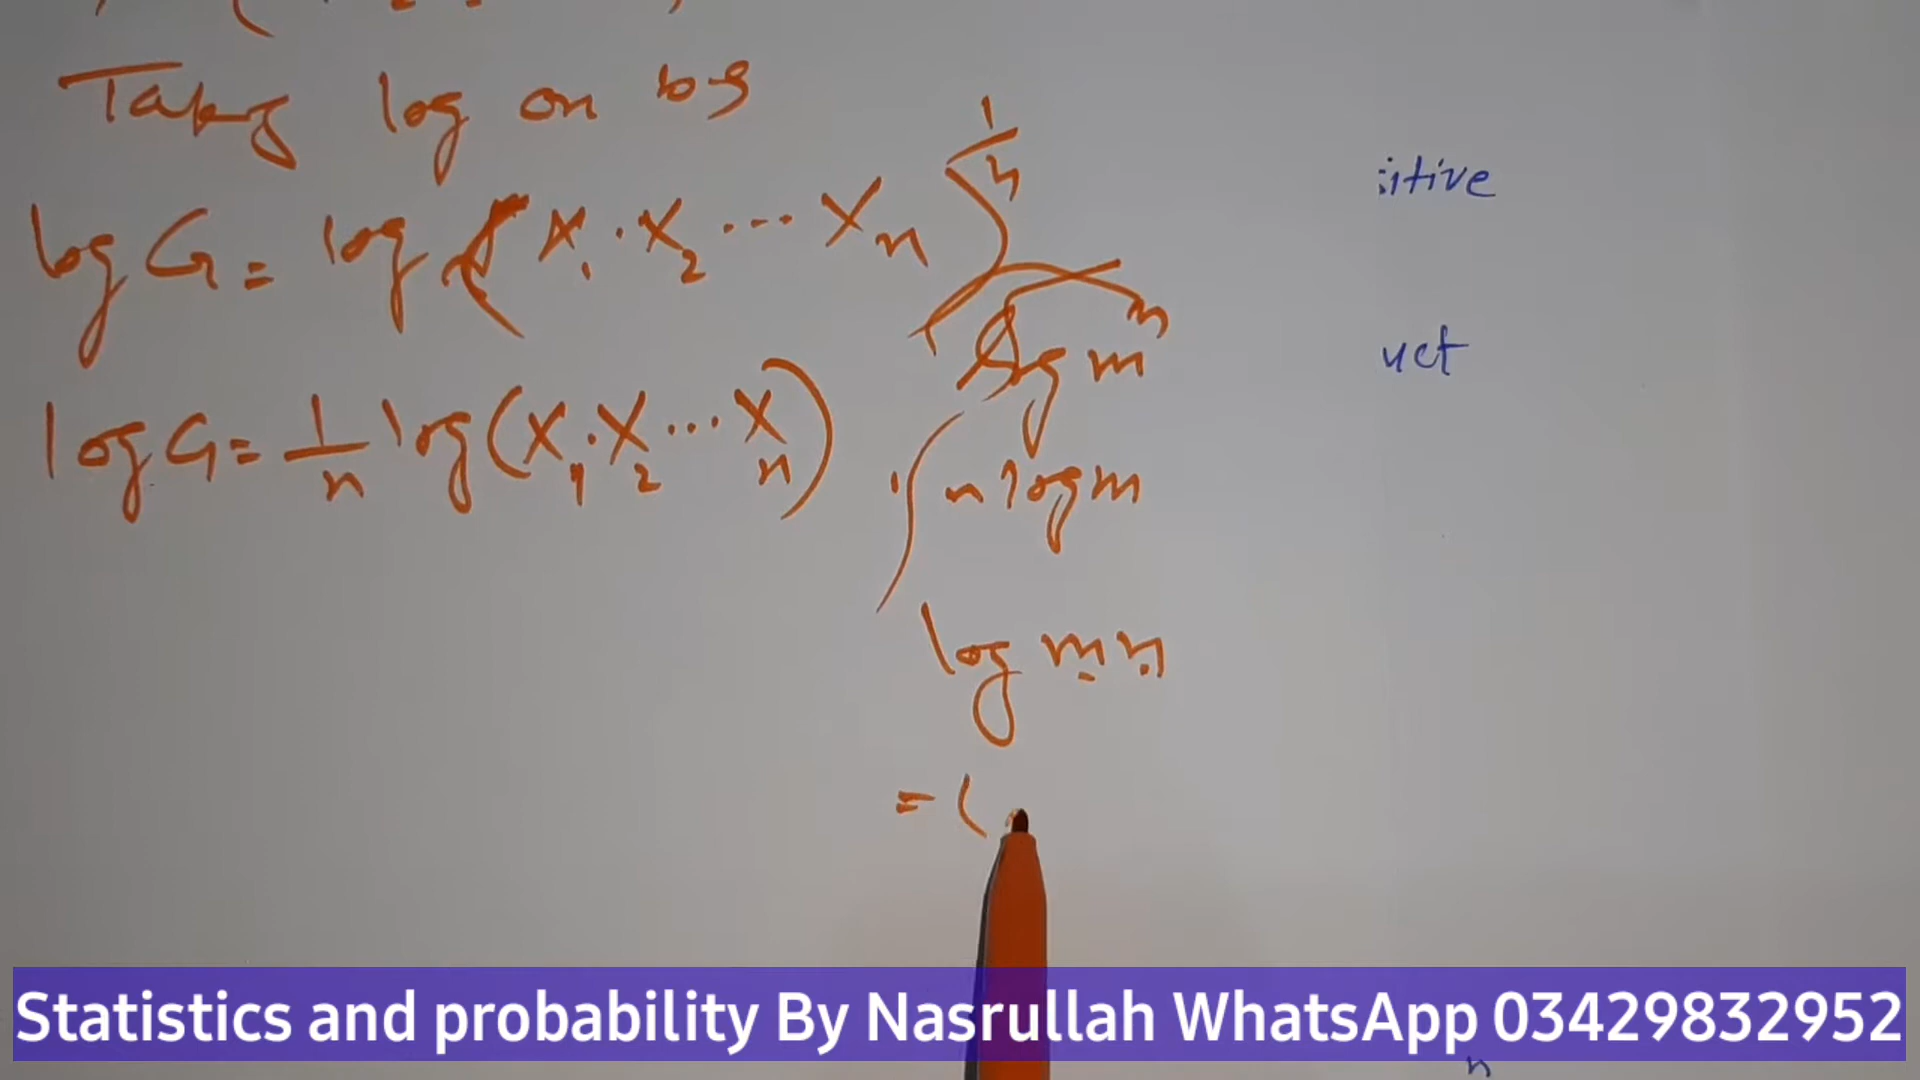 Taking log on b·s
log G = log (X₁ · X₂ ... Xₙ)^(1/n)
log G = 1/n log (X₁ · X₂ ... Xₙ)
log mⁿ
n log m
log m n
= (
itive
uct
n
Statistics and probability By Nasrullah WhatsApp 03429832952